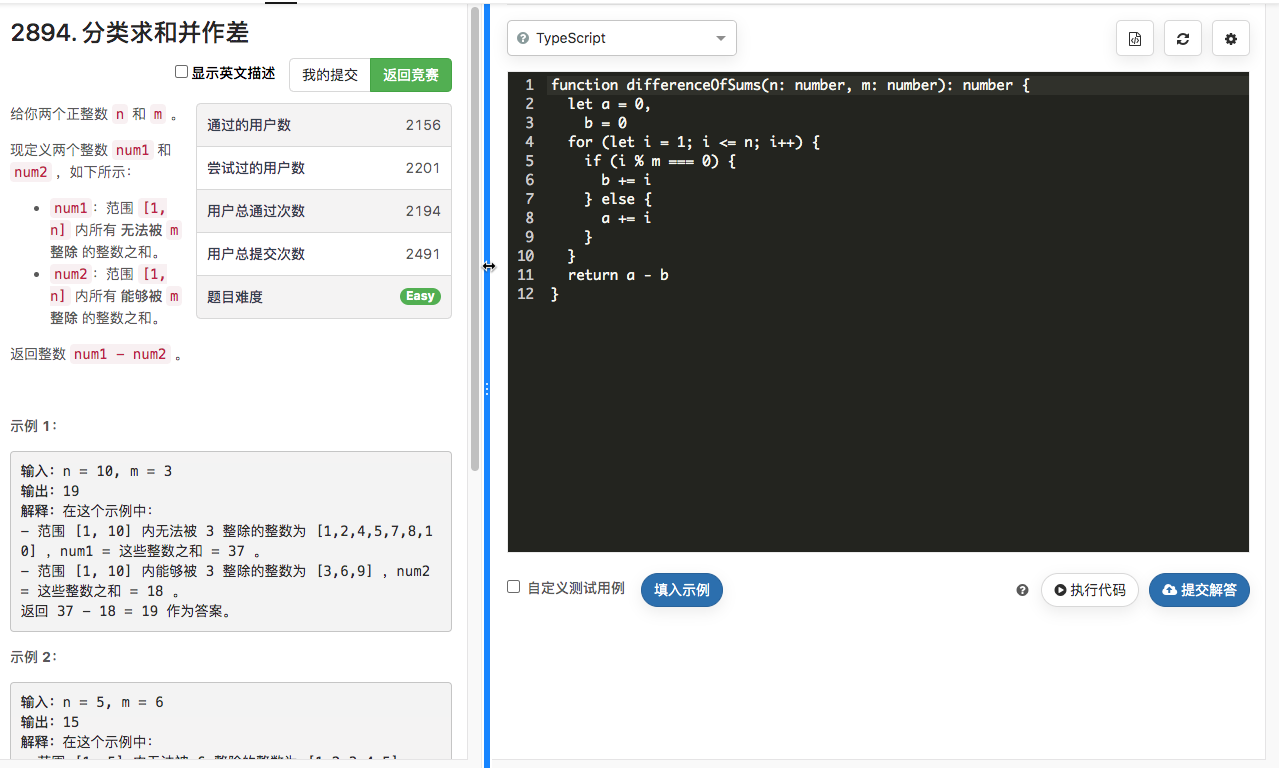 2894. 分类求和并作差
显示英文描述 我的提交 返回竞赛
给你两个正整数 n 和 m 。
现定义两个整数 num1 和
num2 ，如下所示：
num1：范围 [1,
n] 内所有 无法被 m
整除 的整数之和。
num2：范围 [1,
n] 内所有 能够被 m
整除 的整数之和。
返回整数 num1 - num2 。
通过的用户数 2156
尝试过的用户数 2201
用户总通过次数 2194
用户总提交次数 2491
题目难度 Easy
示例 1：
输入：n = 10, m = 3
输出：19
解释：在这个示例中：
- 范围 [1, 10] 内无法被 3 整除的整数为 [1,2,4,5,7,8,1
0] ，num1 = 这些整数之和 = 37 。
- 范围 [1, 10] 内能够被 3 整除的整数为 [3,6,9] ，num2
= 这些整数之和 = 18 。
返回 37 - 18 = 19 作为答案。
示例 2：
输入：n = 5, m = 6
输出：15
解释：在这个示例中：
TypeScript
1 function differenceOfSums(n: number, m: number): number {
2 let a = 0,
3 b = 0
4 for (let i = 1; i <= n; i++) {
5 if (i % m === 0) {
6 b += i
7 } else {
8 a += i
9 }
10 }
11 return a - b
12 }
自定义测试用例 填入示例 执行代码 提交解答